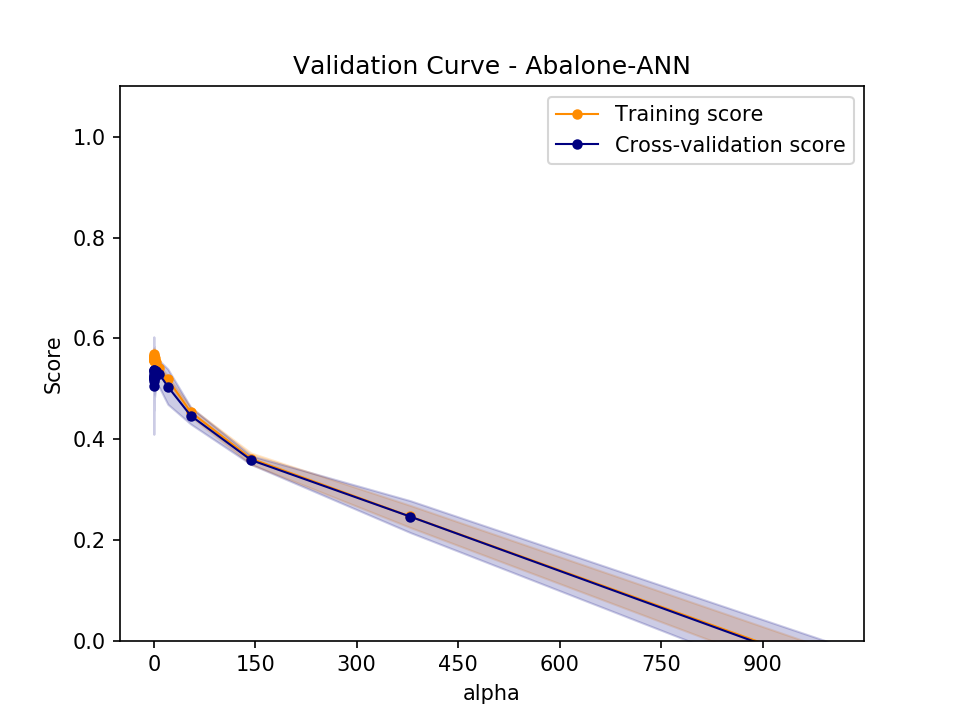 Validation Curve - Abalone-ANN
Training score
Cross-validation score
1.0
0.8
0.6
0.4
0.2
0.0
Score
0 150 300 450 600 750 900
alpha